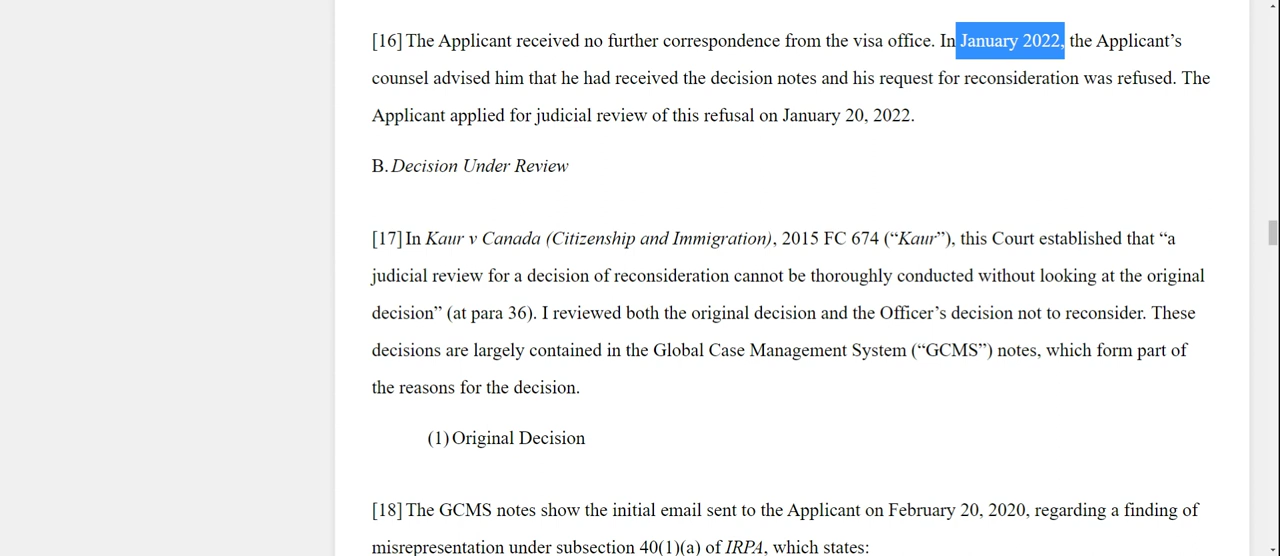 [16] The Applicant received no further correspondence from the visa office. In January 2022, the Applicant’s
counsel advised him that he had received the decision notes and his request for reconsideration was refused. The
Applicant applied for judicial review of this refusal on January 20, 2022.
B. Decision Under Review
[17] In Kaur v Canada (Citizenship and Immigration), 2015 FC 674 (“Kaur”), this Court established that “a
judicial review for a decision of reconsideration cannot be thoroughly conducted without looking at the original
decision” (at para 36). I reviewed both the original decision and the Officer’s decision not to reconsider. These
decisions are largely contained in the Global Case Management System (“GCMS”) notes, which form part of
the reasons for the decision.
(1) Original Decision
[18] The GCMS notes show the initial email sent to the Applicant on February 20, 2020, regarding a finding of
misrepresentation under subsection 40(1)(a) of IRPA, which states: